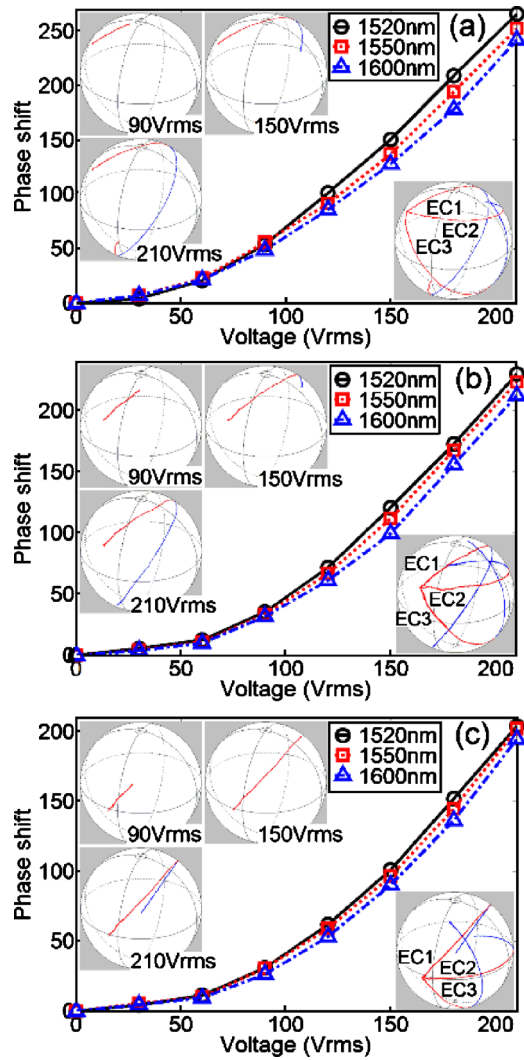 250
200
150
100
50
0
Phase shift
(a)
1520nm
1550nm
1600nm
90Vrms
150Vrms
210Vrms
EC1
EC2
EC3
0 50 100 150 200
Voltage (Vrms)
200
150
100
50
0
Phase shift
(b)
1520nm
1550nm
1600nm
90Vrms
150Vrms
210Vrms
EC1
EC2
EC3
0 50 100 150 200
Voltage (Vrms)
200
150
100
50
0
Phase shift
(c)
1520nm
1550nm
1600nm
90Vrms
150Vrms
210Vrms
EC1
EC2
EC3
0 50 100 150 200
Voltage (Vrms)